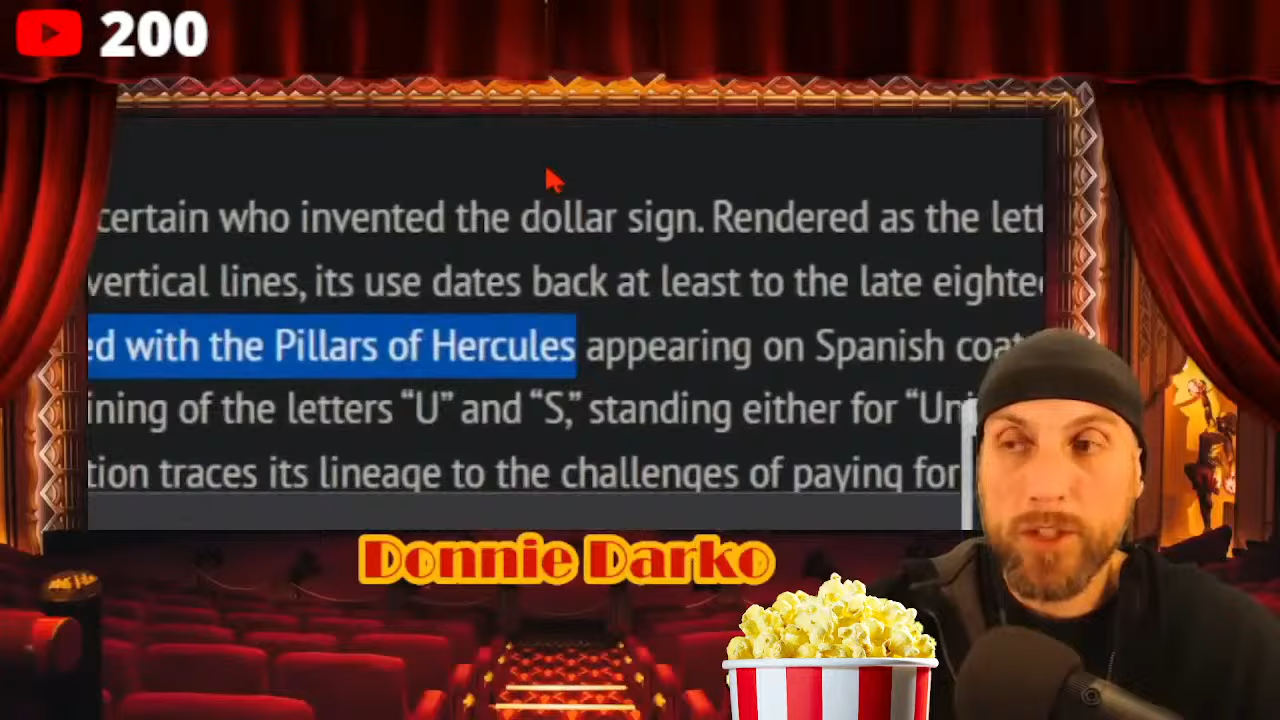 200
certain who invented the dollar sign. Rendered as the lett
vertical lines, its use dates back at least to the late eightee
ed with the Pillars of Hercules appearing on Spanish coat
ining of the letters “U” and “S,” standing either for “Uni
tion traces its lineage to the challenges of paying for
Donnie Darko